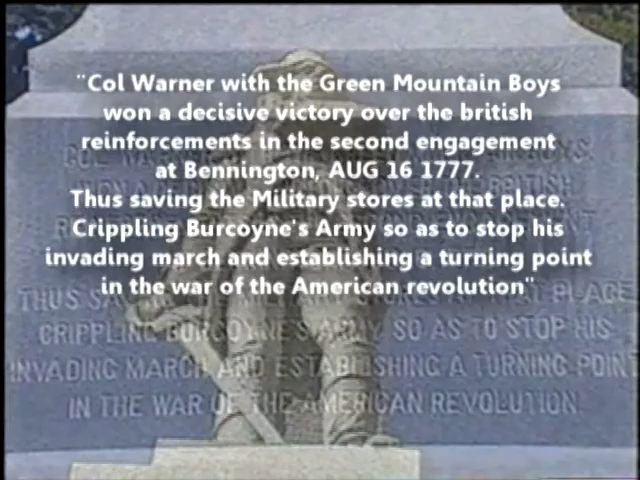 "Col Warner with the Green Mountain Boys
won a decisive victory over the british
reinforcements in the second engagement
at Bennington, AUG 16 1777.
Thus saving the Military stores at that place.
Crippling Burcoyne's Army so as to stop his
invading march and establishing a turning point
in the war of the American revolution"
THUS SA MILITARY STORES AT THAT PLACE
CRIPPLING BURGOYNE'S ARMY SO AS TO STOP HIS
INVADING MARCH AND ESTABLISHING A TURNING POINT
IN THE WAR OF THE AMERICAN REVOLUTION